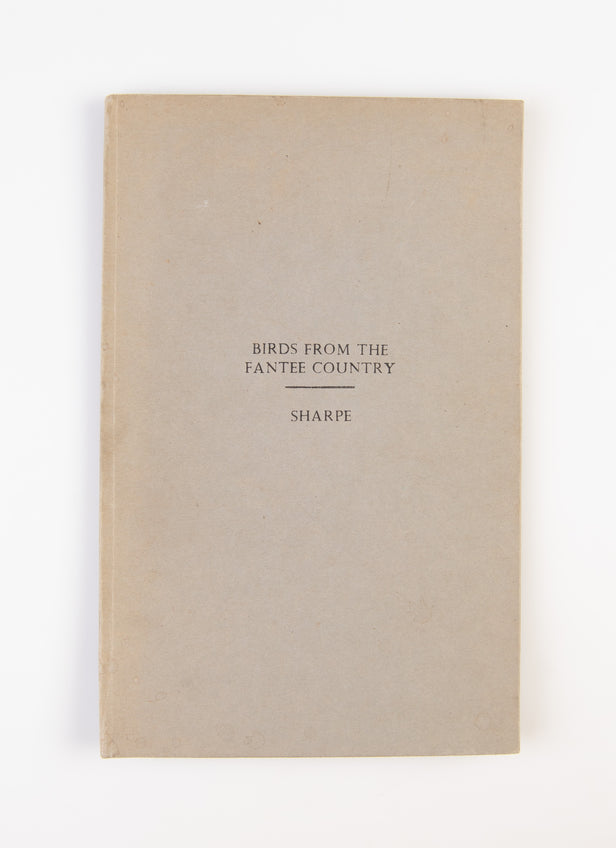 BIRDS FROM THE
FANTEE COUNTRY
SHARPE